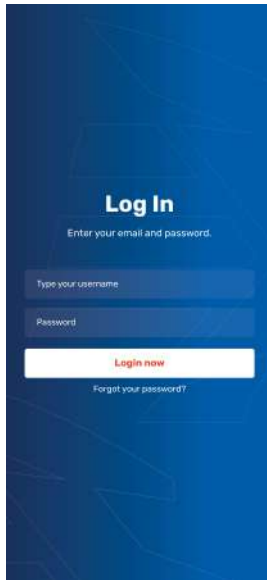 Log In
Enter your email and password.
Type your username
Password
Login now
Forgot your password?